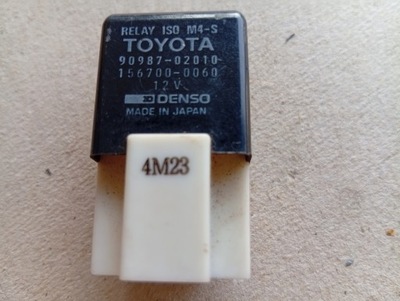 RELAY ISO M4-S
TOYOTA
90987-02010
156700-0060
12V
DENSO
MADE IN JAPAN
4M23